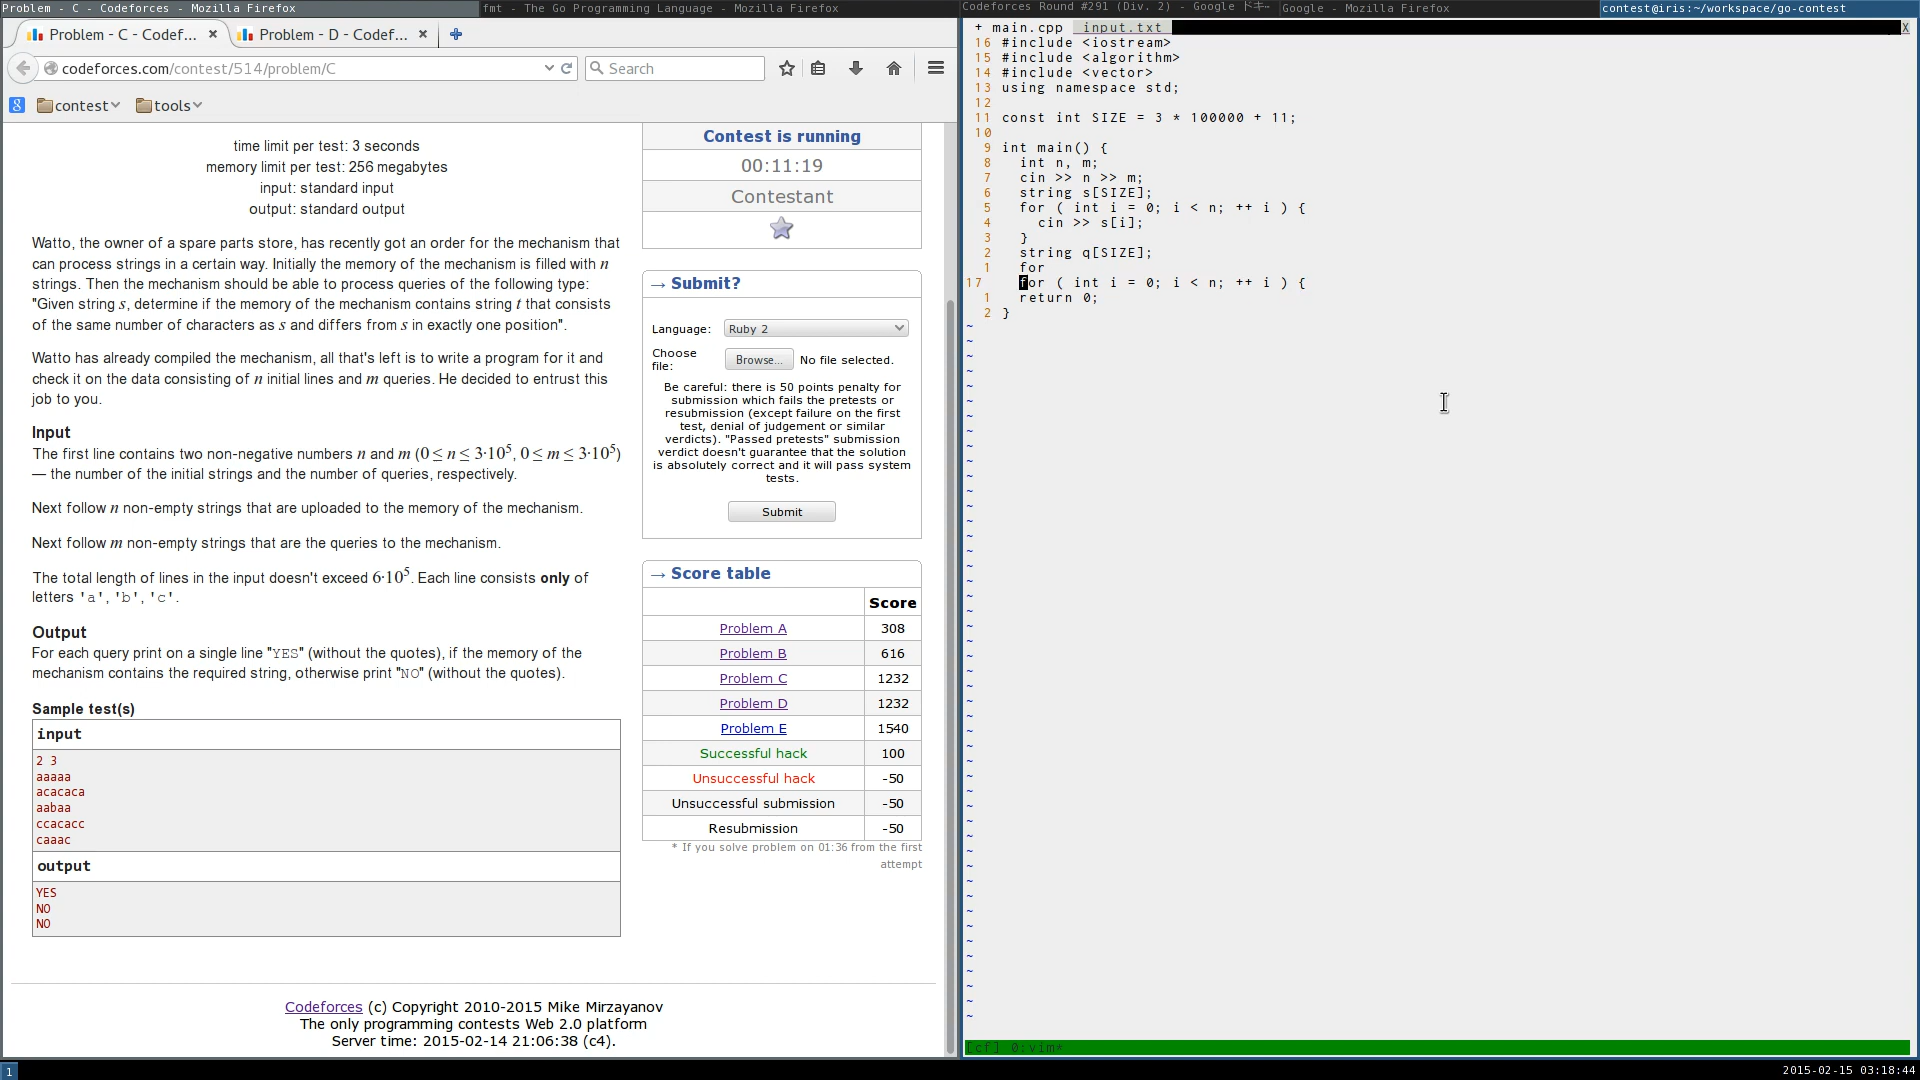 Problem - C - Codeforces - Mozilla Firefox
fmt - The Go Programming Language - Mozilla Firefox
Codeforces Round #291 (Div. 2) - Google ドキ—
Google - Mozilla Firefox
contest@iris:~/workspace/go-contest
Problem - C - Codef... ×
Problem - D - Codef... ×
codeforces.com/contest/514/problem/C
Search
contest
tools
time limit per test: 3 seconds
memory limit per test: 256 megabytes
input: standard input
output: standard output
Watto, the owner of a spare parts store, has recently got an order for the mechanism that
can process strings in a certain way. Initially the memory of the mechanism is filled with n
strings. Then the mechanism should be able to process queries of the following type:
"Given string s, determine if the memory of the mechanism contains string t that consists
of the same number of characters as s and differs from s in exactly one position".
Watto has already compiled the mechanism, all that's left is to write a program for it and
check it on the data consisting of n initial lines and m queries. He decided to entrust this
job to you.
Input
The first line contains two non-negative numbers n and m (0 ≤ n ≤ 3·10⁵, 0 ≤ m ≤ 3·10⁵)
— the number of the initial strings and the number of queries, respectively.
Next follow n non-empty strings that are uploaded to the memory of the mechanism.
Next follow m non-empty strings that are the queries to the mechanism.
The total length of lines in the input doesn't exceed 6·10⁵. Each line consists only of
letters 'a', 'b', 'c'.
Output
For each query print on a single line "YES" (without the quotes), if the memory of the
mechanism contains the required string, otherwise print "NO" (without the quotes).
Sample test(s)
input
2 3
aaaaa
acacaca
aabaa
ccacacc
caaac
output
YES
NO
NO
Contest is running
00:11:19
Contestant
→ Submit?
Language: Ruby 2
Choose
file: Browse... No file selected.
Be careful: there is 50 points penalty for
submission which fails the pretests or
resubmission (except failure on the first
test, denial of judgement or similar
verdicts). "Passed pretests" submission
verdict doesn't guarantee that the solution
is absolutely correct and it will pass system
tests.
Submit
→ Score table
Score
Problem A 308
Problem B 616
Problem C 1232
Problem D 1232
Problem E 1540
Successful hack 100
Unsuccessful hack -50
Unsuccessful submission -50
Resubmission -50
* If you solve problem on 01:36 from the first
attempt
Codeforces (c) Copyright 2010-2015 Mike Mirzayanov
The only programming contests Web 2.0 platform
Server time: 2015-02-14 21:06:38 (c4).
+ main.cpp input.txt X
16 #include <iostream>
15 #include <algorithm>
14 #include <vector>
13 using namespace std;
12
11 const int SIZE = 3 * 100000 + 11;
10
9 int main() {
8 int n, m;
7 cin >> n >> m;
6 string s[SIZE];
5 for ( int i = 0; i < n; ++ i ) {
4 cin >> s[i];
3 }
2 string q[SIZE];
1 for
17 for ( int i = 0; i < n; ++ i ) {
1 return 0;
2 }
[cf] 0:vim*
1
2015-02-15 03:18:44